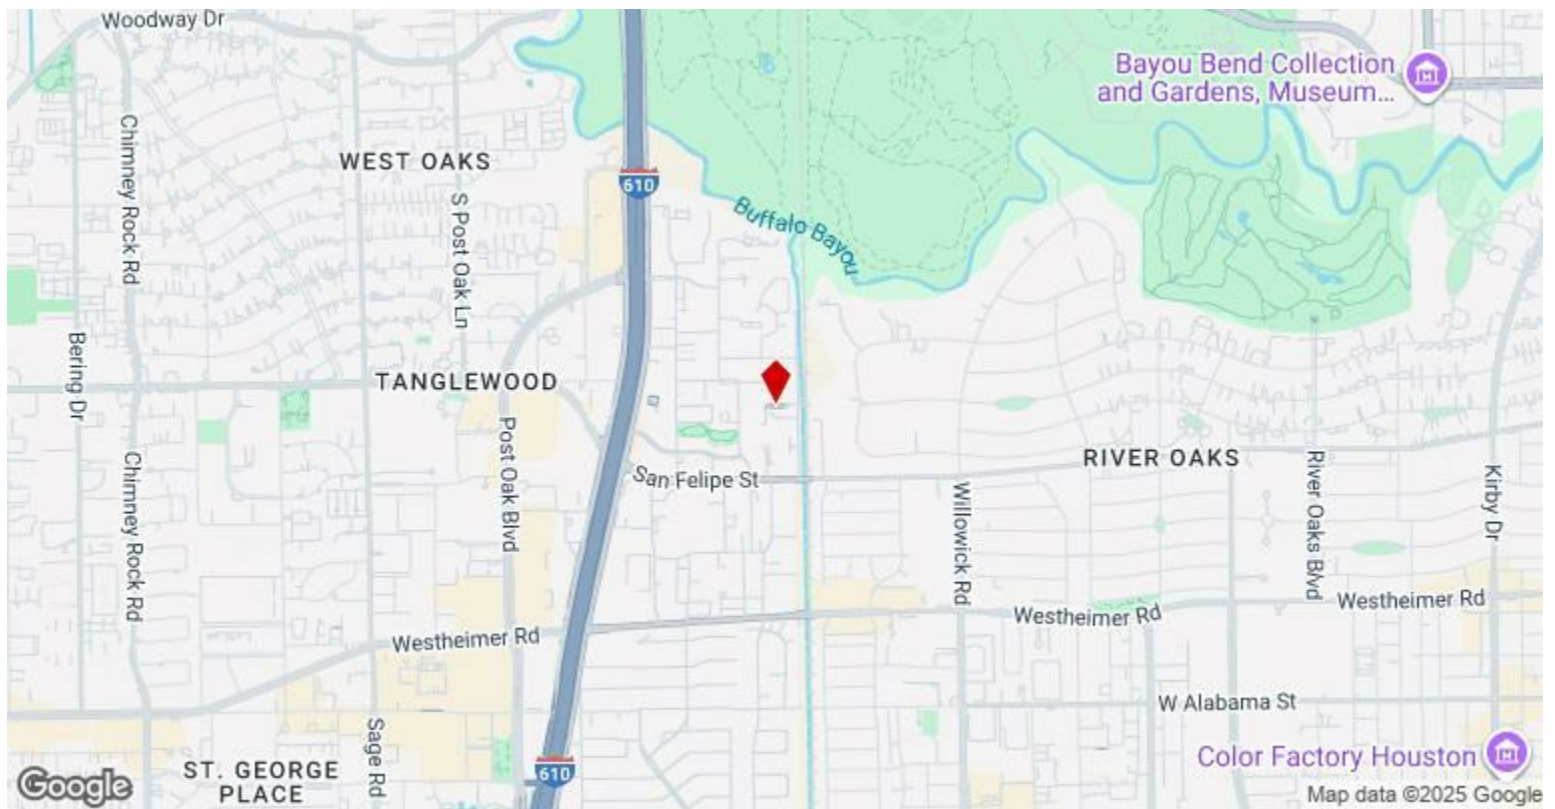 Woodway Dr
Bayou Bend Collection
and Gardens, Museum...
Chimney Rock Rd
WEST OAKS
610
S Post Oak Ln
Buffalo Bayou
Bering Dr
TANGLEWOOD
Post Oak Blvd
San Felipe St
RIVER OAKS
Chimney Rock Rd
Willowick Rd
River Oaks Blvd
Kirby Dr
Westheimer Rd
Westheimer Rd
Westheimer Rd
W Alabama St
Sage Rd
Color Factory Houston
610
ST. GEORGE
PLACE
Google
Map data ©2025 Google